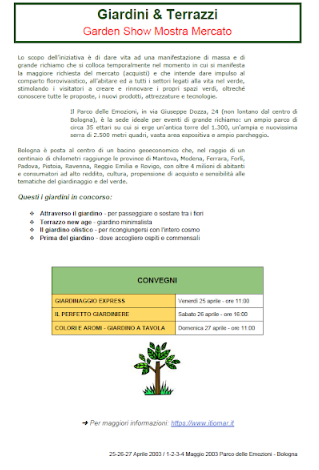 Giardini & Terrazzi
Garden Show Mostra Mercato
Lo scopo dell'iniziativa è di dare vita ad una manifestazione di massa e di
grande richiamo che si colloca temporalmente nel momento in cui si manifesta
la maggiore richiesta del mercato (acquisti) e che intende dare impulso al
comparto florovivaistico, all'abitare ed a tutti i settori legati alla vita nel verde,
stimolando i visitatori a creare e rinnovare i propri spazi verdi, oltreché
conoscere tutte le proposte, i nuovi prodotti, attrezzature e tecnologie.
Il Parco delle Emozioni, in via Giuseppe Dozza, 24 (non lontano dal centro di
Bologna), è la sede ideale per eventi di grande richiamo: un ampio parco di
circa 35 ettari su cui si erge un'antica torre del 1300, un'ampia e nuovissima
serra di 2.500 metri quadri, vasta area espositiva e ampio parcheggio.
Bologna è posta al centro di un bacino geoeconomico che, nel raggio di un
centinaio di chilometri raggiunge le province di Mantova, Modena, Ferrara, Forlì,
Padova, Pistoia, Ravenna, Reggio Emilia e Rovigo, con oltre 4 milioni di abitanti
e consumatori ad alto reddito, cultura, propensione di acquisto e sensibilità alle
tematiche del giardinaggio e del verde.
Questi i giardini in concorso:
❖ Attraverso il giardino - per passeggiare o sostare tra i fiori
❖ Terrazzo new age - giardino minimalista
❖ Il giardino olistico - per ricongiungersi con l'intero cosmo
❖ Prima del giardino - dove accogliere ospiti e commensali
CONVEGNI
GIARDINAGGIO EXPRESS Venerdì 25 aprile - ore 11:00
IL PERFETTO GIARDINIERE Sabato 26 aprile - ore 16:00
COLORI E AROMI - GIARDINO A TAVOLA Domenica 27 aprile - ore 11:00
➔ Per maggiori informazioni: https://www.itiomar.it
25-26-27 Aprile 2003 / 1-2-3-4 Maggio 2003 Parco delle Emozioni - Bologna